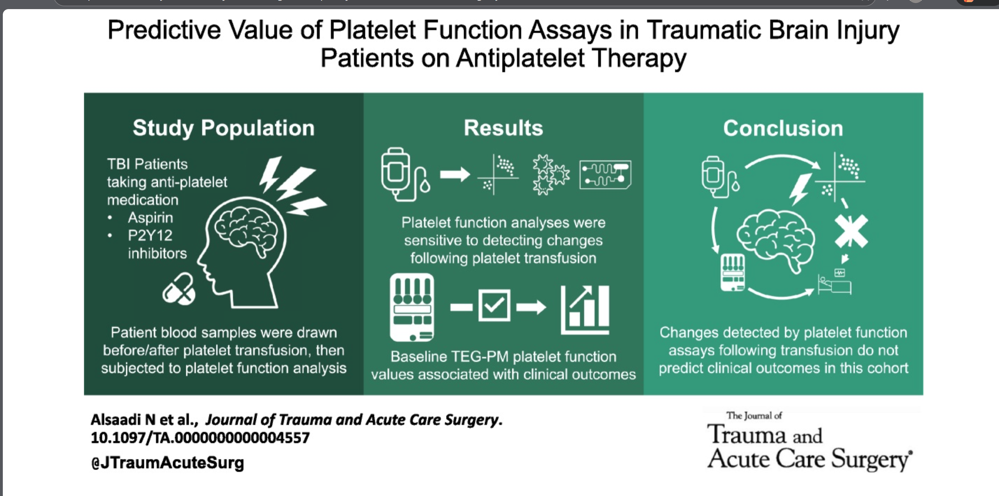 Predictive Value of Platelet Function Assays in Traumatic Brain Injury
Patients on Antiplatelet Therapy
Study Population
TBI Patients
taking anti-platelet
medication
• Aspirin
• P2Y12
inhibitors
Patient blood samples were drawn
before/after platelet transfusion, then
subjected to platelet function analysis
Results
Platelet function analyses were
sensitive to detecting changes
following platelet transfusion
Baseline TEG-PM platelet function
values associated with clinical outcomes
Conclusion
Changes detected by platelet function
assays following transfusion do not
predict clinical outcomes in this cohort
Alsaadi N et al., Journal of Trauma and Acute Care Surgery.
10.1097/TA.0000000000004557
@JTraumAcuteSurg
The Journal of
Trauma and
Acute Care Surgery®